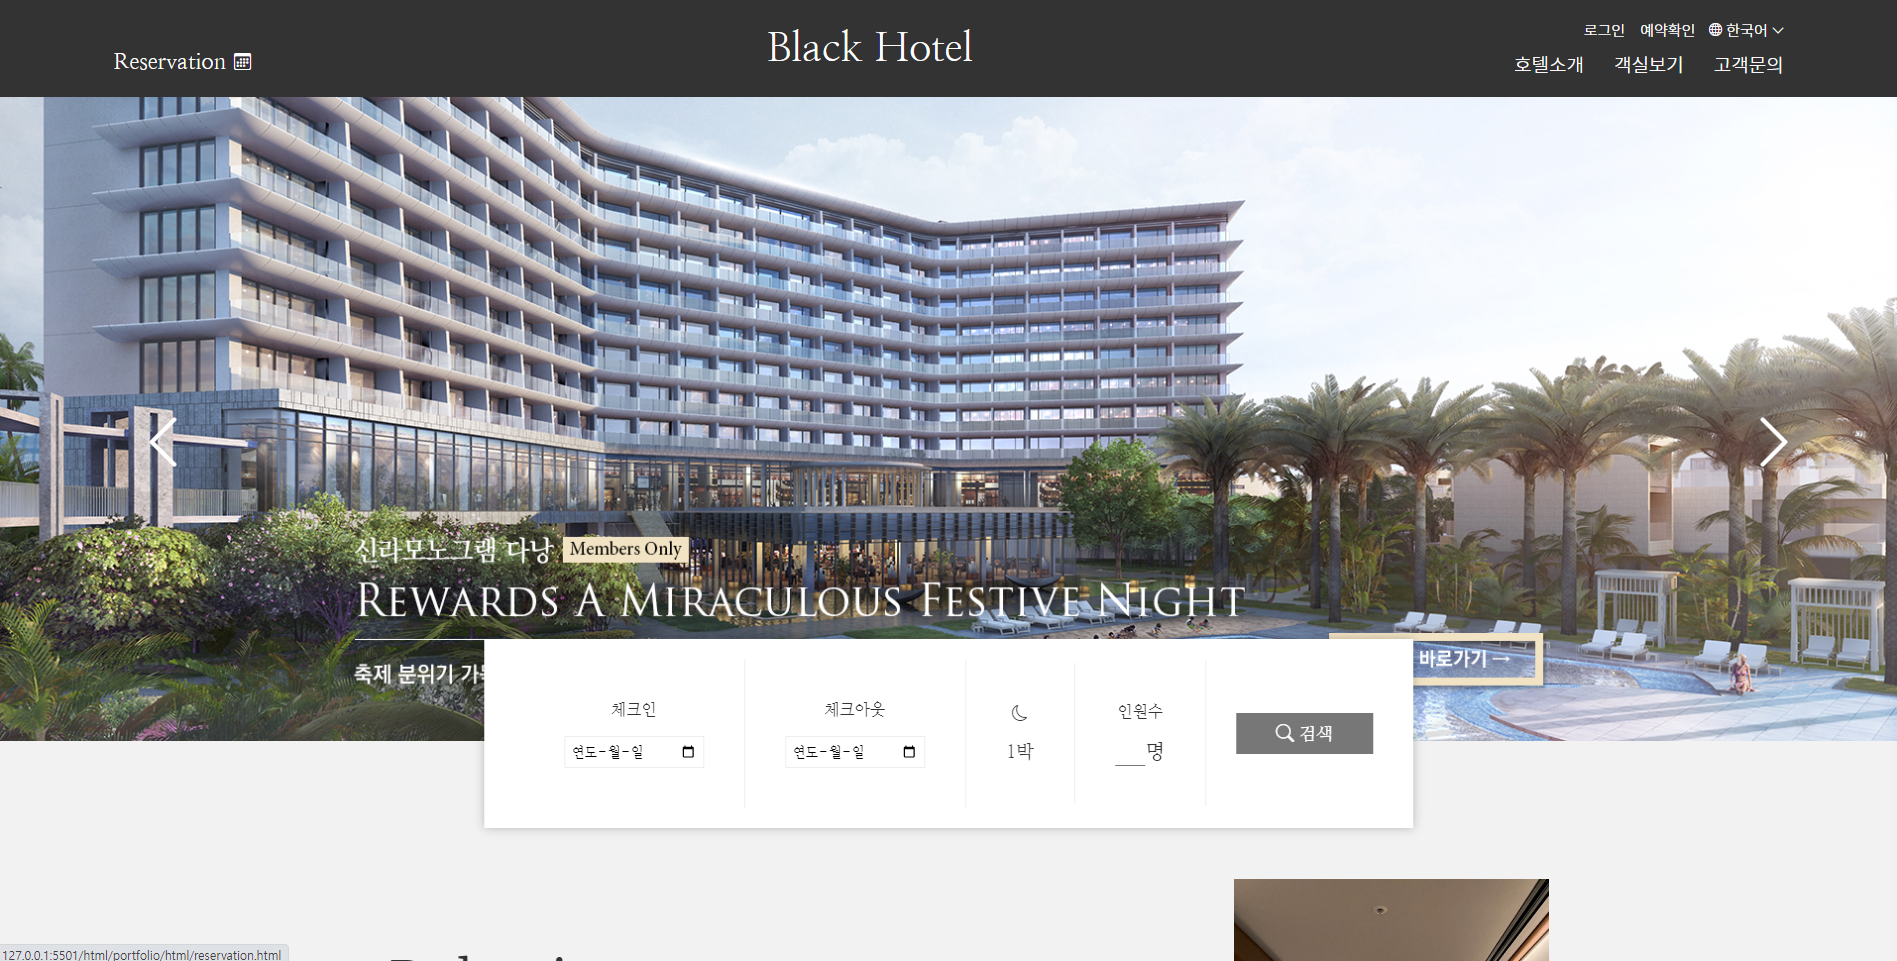 로그인 예약확인 한국어
Reservation
Black Hotel
호텔소개 객실보기 고객문의
신라모노그램 다낭 Members Only
REWARDS A MIRACULOUS FESTIVE NIGHT
축제 분위기
바로가기 →
체크인
체크아웃
인원수
연도-월-일
연도-월-일
1박
___명
검색
127.0.0.1:5501/html/portfolio/html/reservation.html